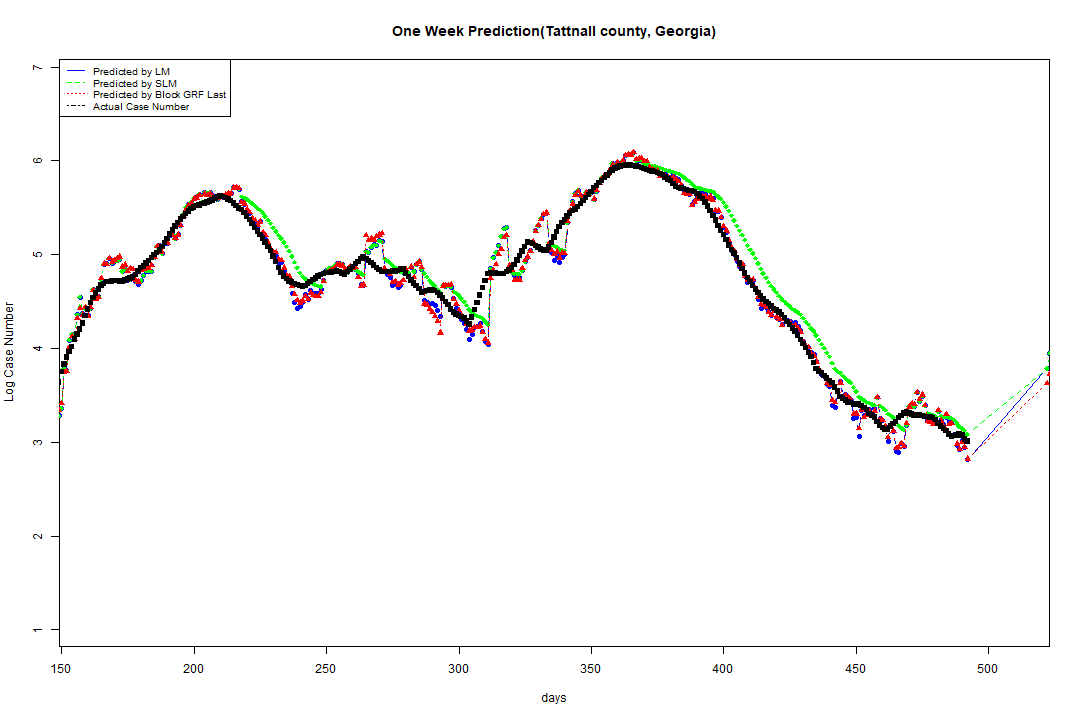 One Week Prediction(Tattnall county, Georgia)
Predicted by LM
Predicted by SLM
Predicted by Block GRF Last
Actual Case Number
Log Case Number
7
6
5
4
3
2
1
150 200 250 300 350 400 450 500
days